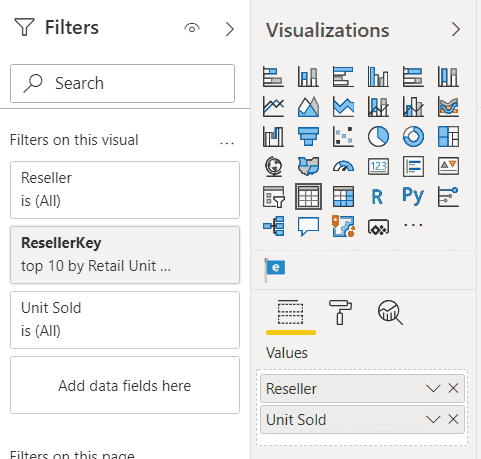 Filters
Search
Filters on this visual
...
Reseller
is (All)
ResellerKey
top 10 by Retail Unit ...
Unit Sold
is (All)
Add data fields here
Filters on this page
Visualizations
123
R
Py
...
e
Values
Reseller
Unit Sold